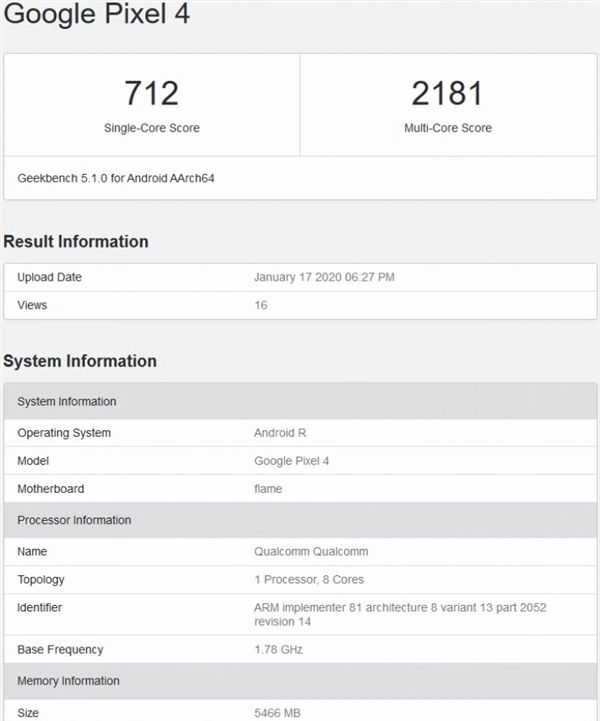 Google Pixel 4
712
2181
Single-Core Score
Multi-Core Score
Geekbench 5.1.0 for Android AArch64
Result Information
Upload Date January 17 2020 06:27 PM
Views 16
System Information
System Information
Operating System Android R
Model Google Pixel 4
Motherboard flame
Processor Information
Name Qualcomm Qualcomm
Topology 1 Processor, 8 Cores
Identifier ARM implementer 81 architecture 8 variant 13 part 2052
revision 14
Base Frequency 1.78 GHz
Memory Information
Size 5466 MB